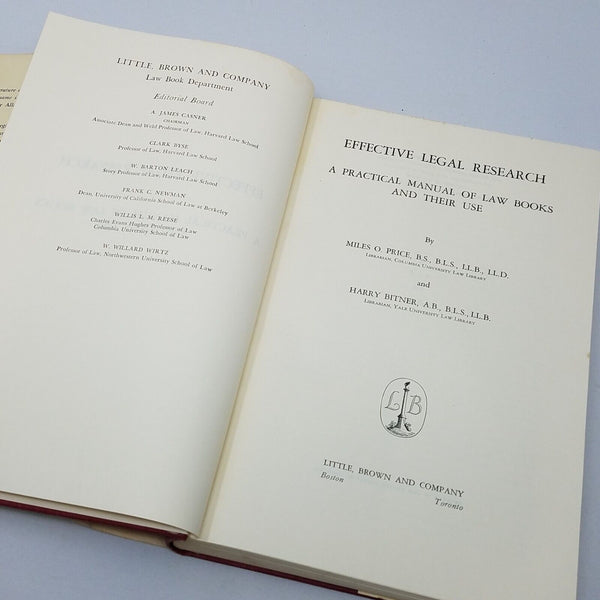 LITTLE, BROWN AND COMPANY
Law Book Department
Editorial Board
A. JAMES CASNER
CHAIRMAN
Associate Dean and Weld Professor of Law, Harvard Law School
CLARK BYSE
Professor of Law, Harvard Law School
W. BARTON LEACH
Story Professor of Law, Harvard Law School
FRANK C. NEWMAN
Dean, University of California School of Law at Berkeley
WILLIS L. M. REESE
Charles Evans Hughes Professor of Law
Columbia University School of Law
W. WILLARD WIRTZ
Professor of Law, Northwestern University School of Law
EFFECTIVE LEGAL RESEARCH
A PRACTICAL MANUAL OF LAW BOOKS
AND THEIR USE
By
MILES O. PRICE, B.S., B.L.S., LL.B., LL.D.
LIBRARIAN, COLUMBIA UNIVERSITY LAW LIBRARY
and
HARRY BITNER, A.B., B.L.S., LL.B.
LIBRARIAN, YALE UNIVERSITY LAW LIBRARY
L B
LITTLE, BROWN AND COMPANY
Boston Toronto